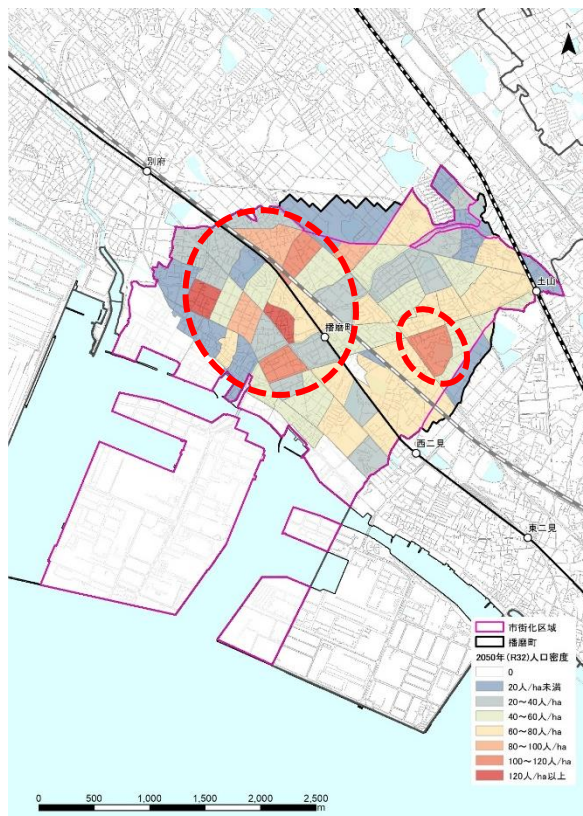 N
別府
土山
播磨町
西二見
東二見
市街化区域
播磨町
2050年(R32)人口密度
0
20人/ha未満
20～40人/ha
40～60人/ha
60～80人/ha
80～100人/ha
100～120人/ha
120人/ha以上
0 500 1,000 1,500 2,000 2,500
m